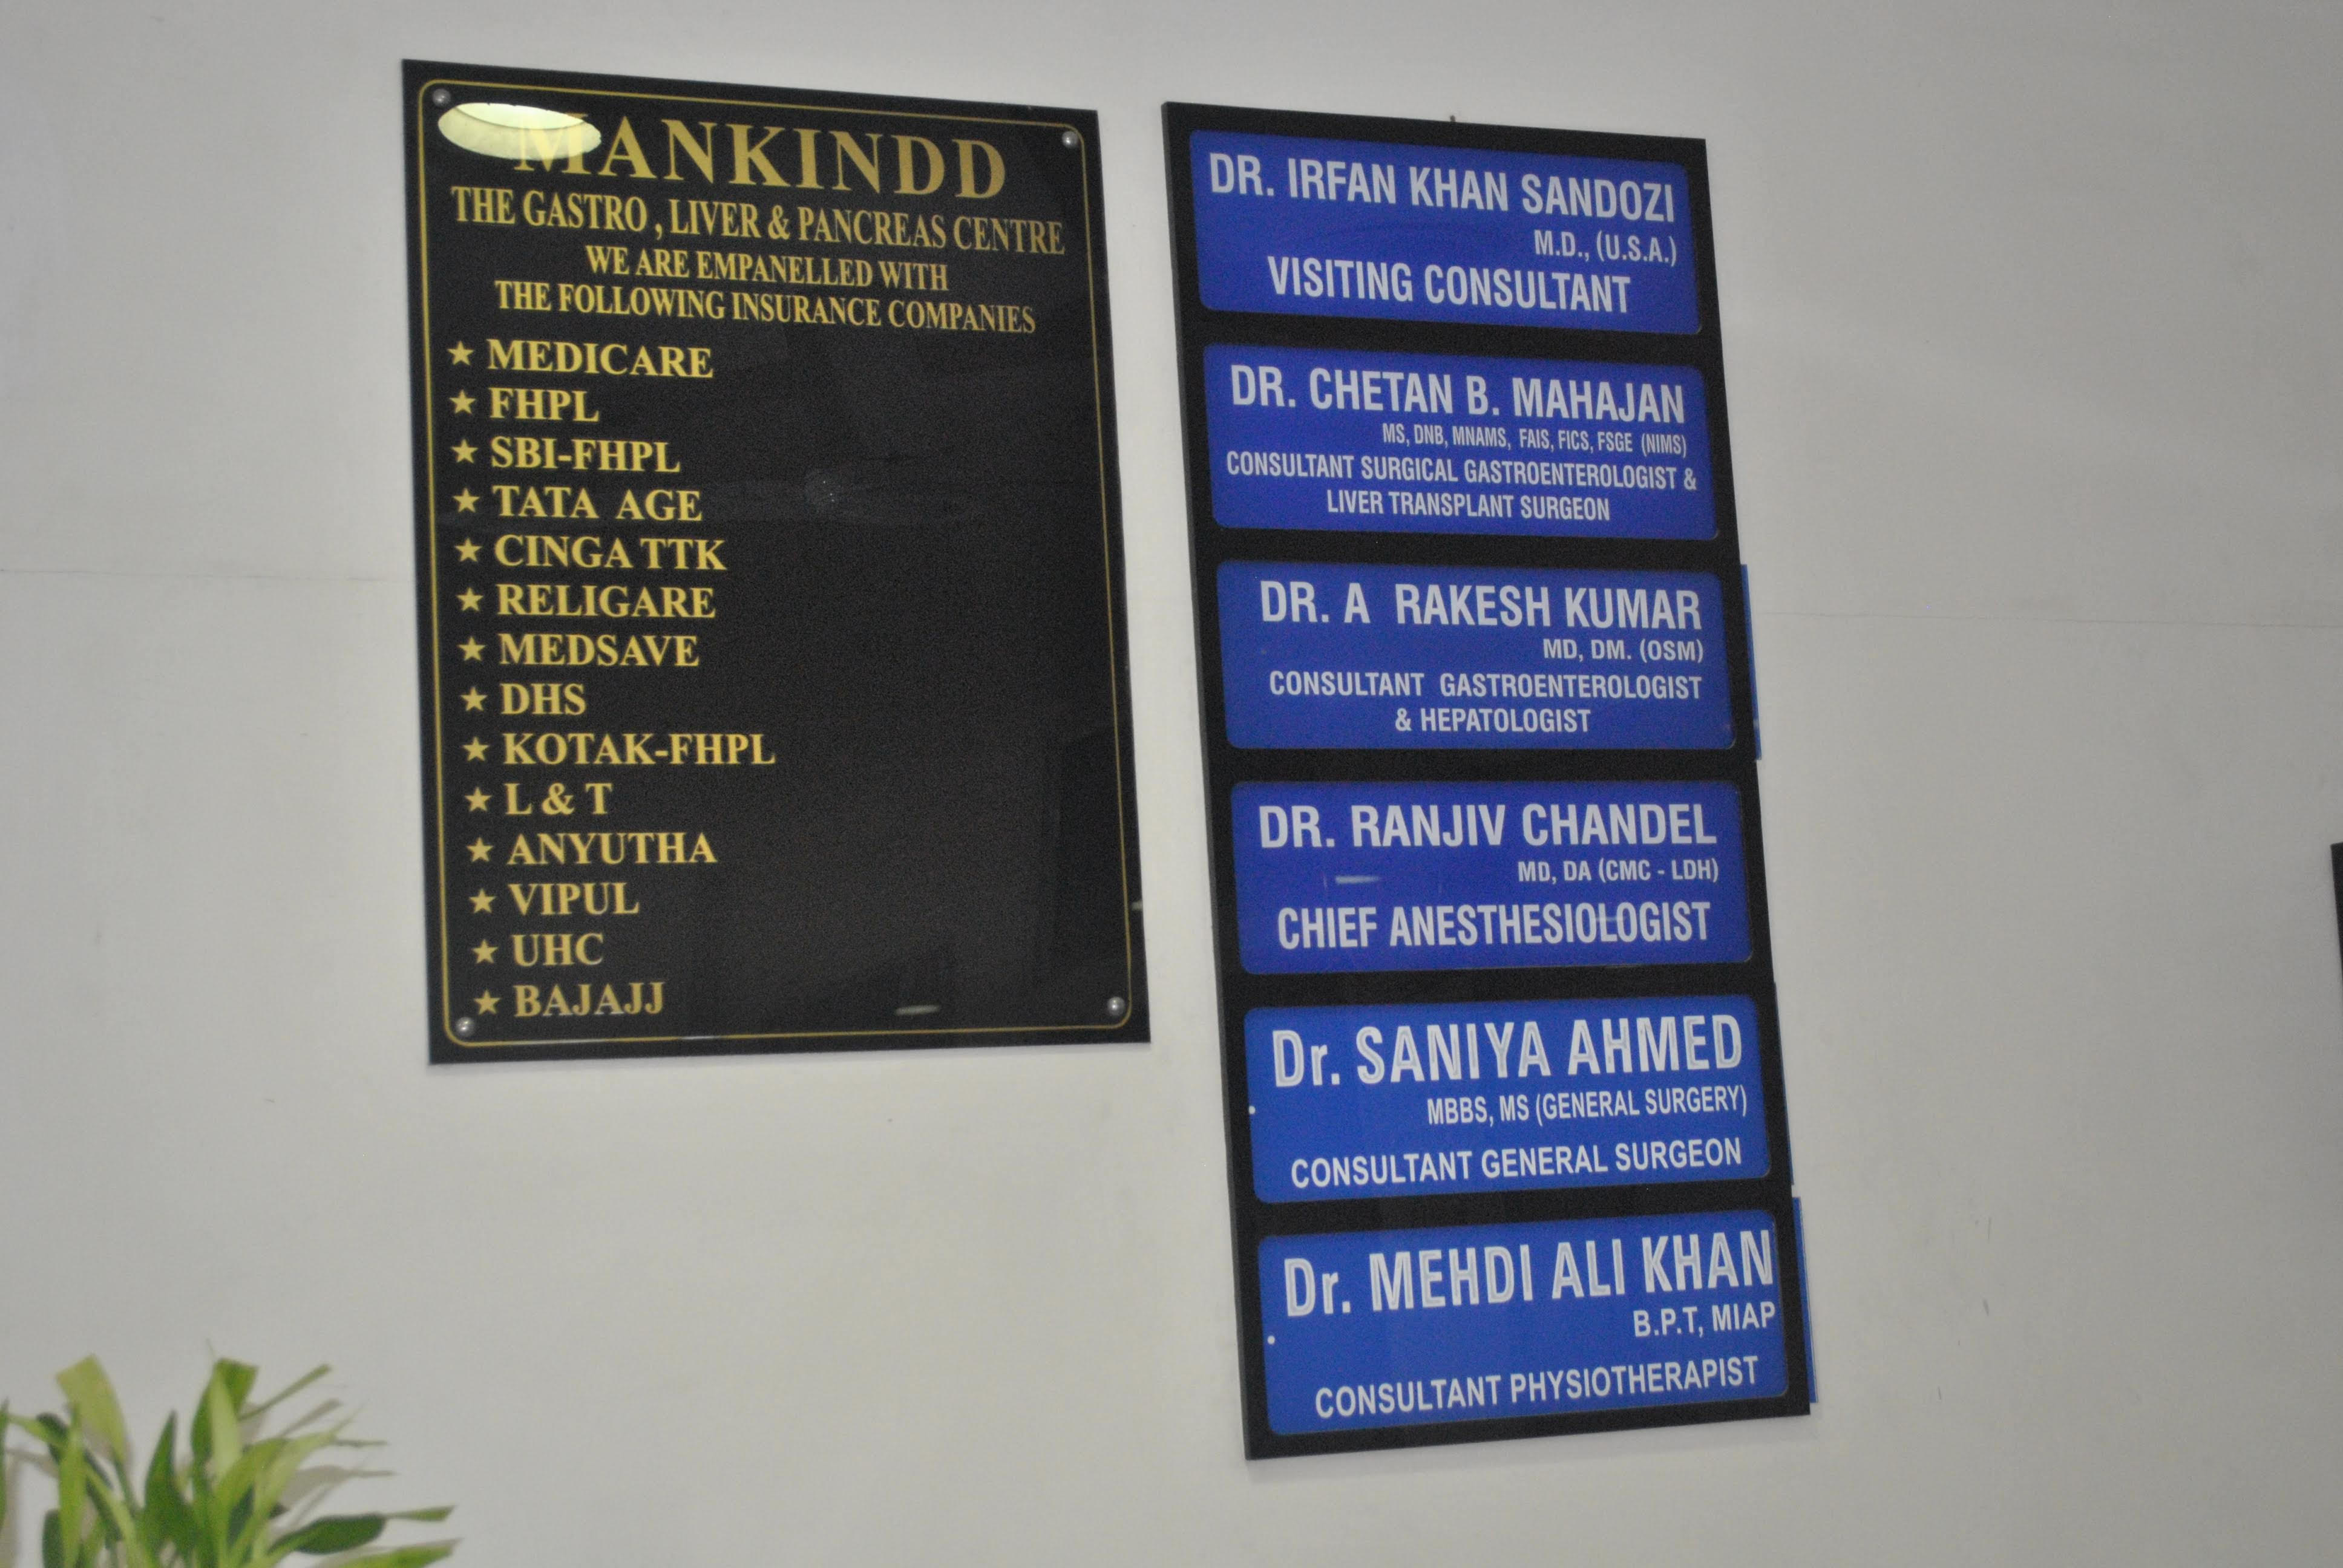 MANKINDD
THE GASTRO , LIVER & PANCREAS CENTRE
WE ARE EMPANELLED WITH
THE FOLLOWING INSURANCE COMPANIES
★ MEDICARE
★ FHPL
★ SBI-FHPL
★ TATA AGE
★ CINGA TTK
★ RELIGARE
★ MEDSAVE
★ DHS
★ KOTAK-FHPL
★ L & T
★ ANYUTHA
★ VIPUL
★ UHC
★ BAJAJJ
DR. IRFAN KHAN SANDOZI
M.D., (U.S.A.)
VISITING CONSULTANT
DR. CHETAN B. MAHAJAN
MS, DNB, MNAMS, FAIS, FICS, FSGE (NIMS)
CONSULTANT SURGICAL GASTROENTEROLOGIST &
LIVER TRANSPLANT SURGEON
DR. A RAKESH KUMAR
MD, DM. (OSM)
CONSULTANT GASTROENTEROLOGIST
& HEPATOLOGIST
DR. RANJIV CHANDEL
MD, DA (CMC - LDH)
CHIEF ANESTHESIOLOGIST
Dr. SANIYA AHMED
MBBS, MS (GENERAL SURGERY)
CONSULTANT GENERAL SURGEON
Dr. MEHDI ALI KHAN
B.P.T, MIAP
CONSULTANT PHYSIOTHERAPIST